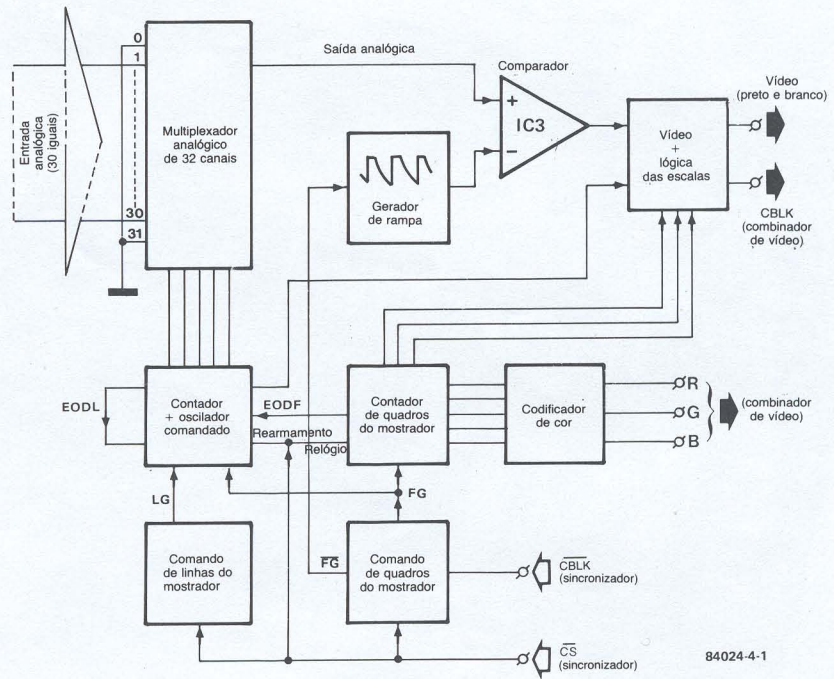 0
1
Entrada
analógica
(30 iguais)
30
31
Multiplexador
analógico
de 32 canais
Saída analógica
Comparador
+
IC3
−
Gerador
de rampa
Vídeo
+
lógica
das escalas
Vídeo
(preto e branco)
CBLK
(combinador
de vídeo)
EODL
Contador
+ oscilador
comandado
EODF
Rearmamento
Relógio
Contador
de quadros
do mostrador
Codificador
de cor
R
G
B
(combinador
de vídeo)
LG
FG
Comando
de linhas do
mostrador
F̅G̅
Comando
de quadros
do mostrador
C̅B̅L̅K̅
(sincronizador)
C̅S̅
(sincronizador)
84024-4-1